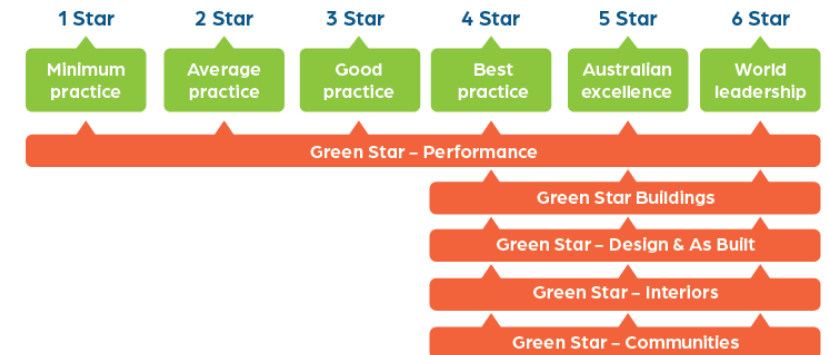 1 Star
2 Star
3 Star
4 Star
5 Star
6 Star
Minimum
practice
Average
practice
Good
practice
Best
practice
Australian
excellence
World
leadership
Green Star – Performance
Green Star Buildings
Green Star – Design & As Built
Green Star – Interiors
Green Star – Communities